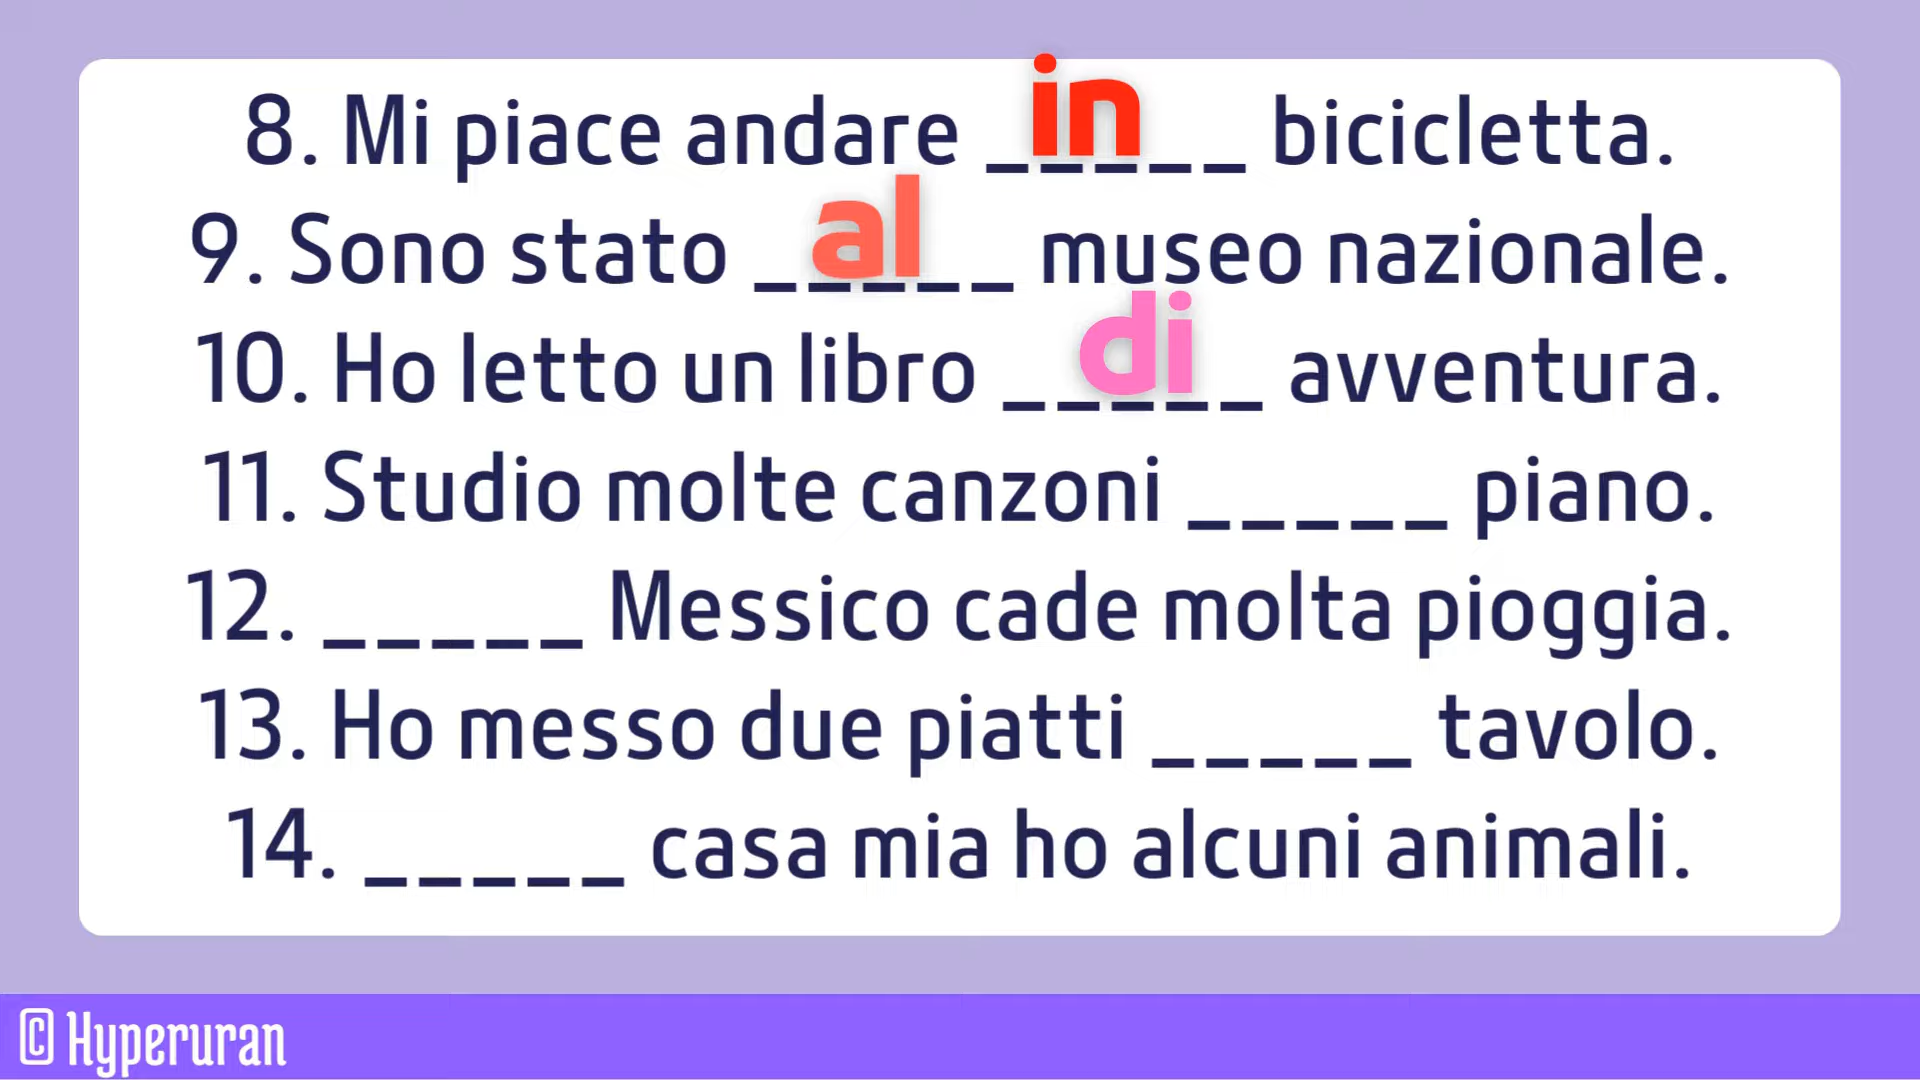 8. Mi piace andare in bicicletta.
9. Sono stato al museo nazionale.
10. Ho letto un libro di avventura.
11. Studio molte canzoni _____ piano.
12. _____ Messico cade molta pioggia.
13. Ho messo due piatti _____ tavolo.
14. _____ casa mia ho alcuni animali.
© Hyperuran